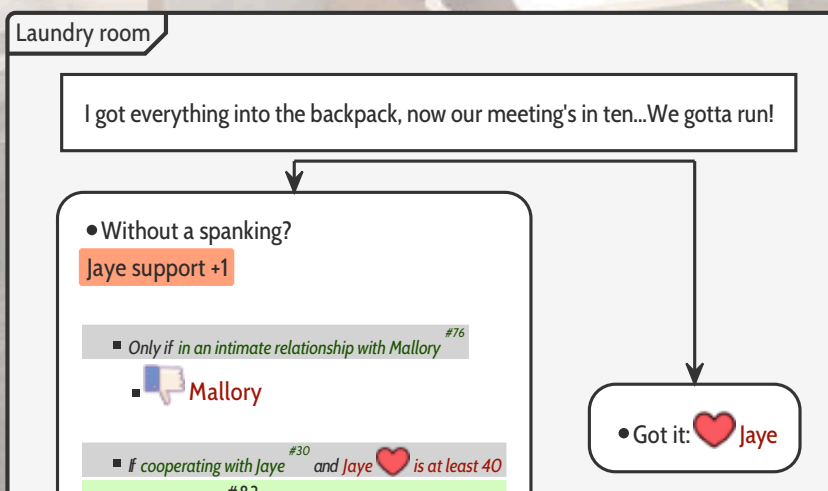 Laundry room
I got everything into the backpack, now our meeting's in ten...We gotta run!
Without a spanking?
Jaye support +1
Only if in an intimate relationship with Mallory #76
Mallory
Got it: Jaye
If cooperating with Jaye #30 and Jaye is at least 40